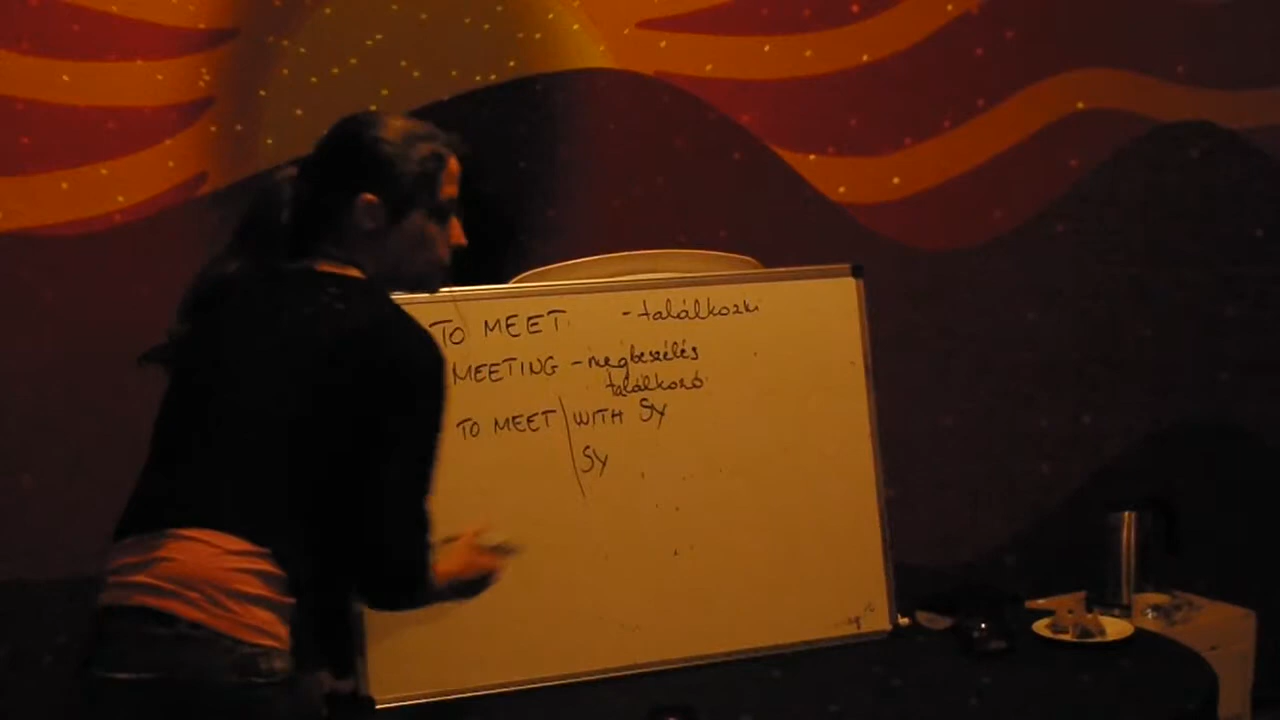 TO MEET - találkozni
MEETING - megbeszélés
találkozó
TO MEET | WITH SY
SY